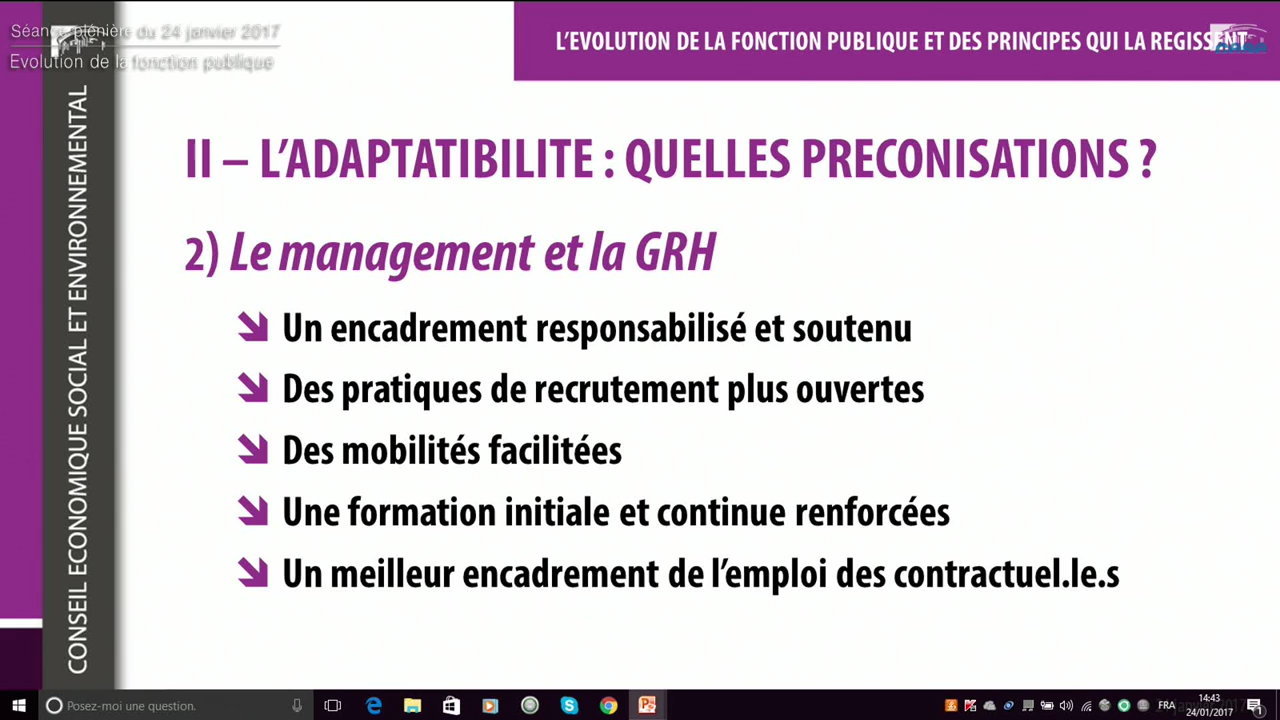 Séance plénière du 24 janvier 2017
Evolution de la fonction publique
L'EVOLUTION DE LA FONCTION PUBLIQUE ET DES PRINCIPES QUI LA REGISSENT
CONSEIL ECONOMIQUE SOCIAL ET ENVIRONNEMENTAL
II – L'ADAPTATIBILITE : QUELLES PRECONISATIONS ?
2) Le management et la GRH
Un encadrement responsabilisé et soutenu
Des pratiques de recrutement plus ouvertes
Des mobilités facilitées
Une formation initiale et continue renforcées
Un meilleur encadrement de l'emploi des contractuel.le.s
Posez-moi une question.
FRA
14:43
24/01/2017